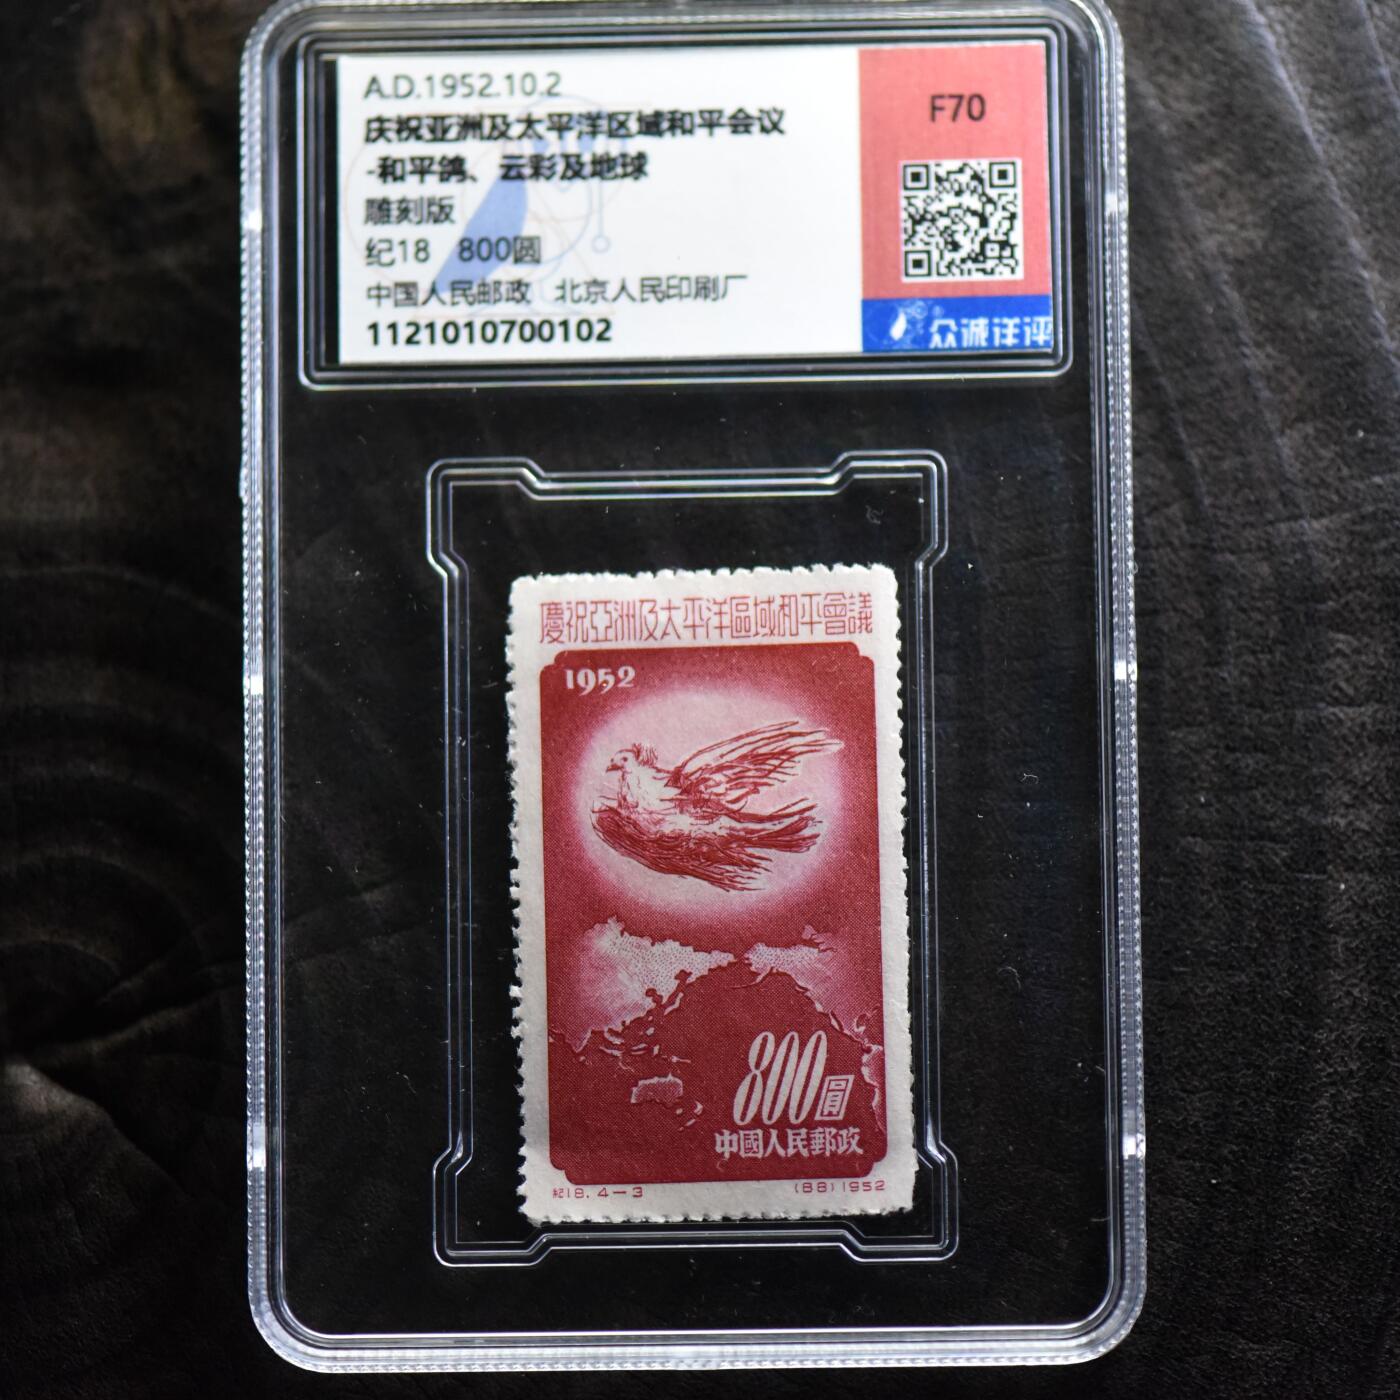 A.D.1952.10.2
庆祝亚洲及太平洋区域和平会议
-和平鸽、云彩及地球
雕刻版
纪18 800圆
中国人民邮政 北京人民印刷厂
1121010700102
F70
众诚洋评
慶祝亞洲及太平洋區域和平會議
1952
800圓
中國人民郵政
紀18.4-3 (88)1952